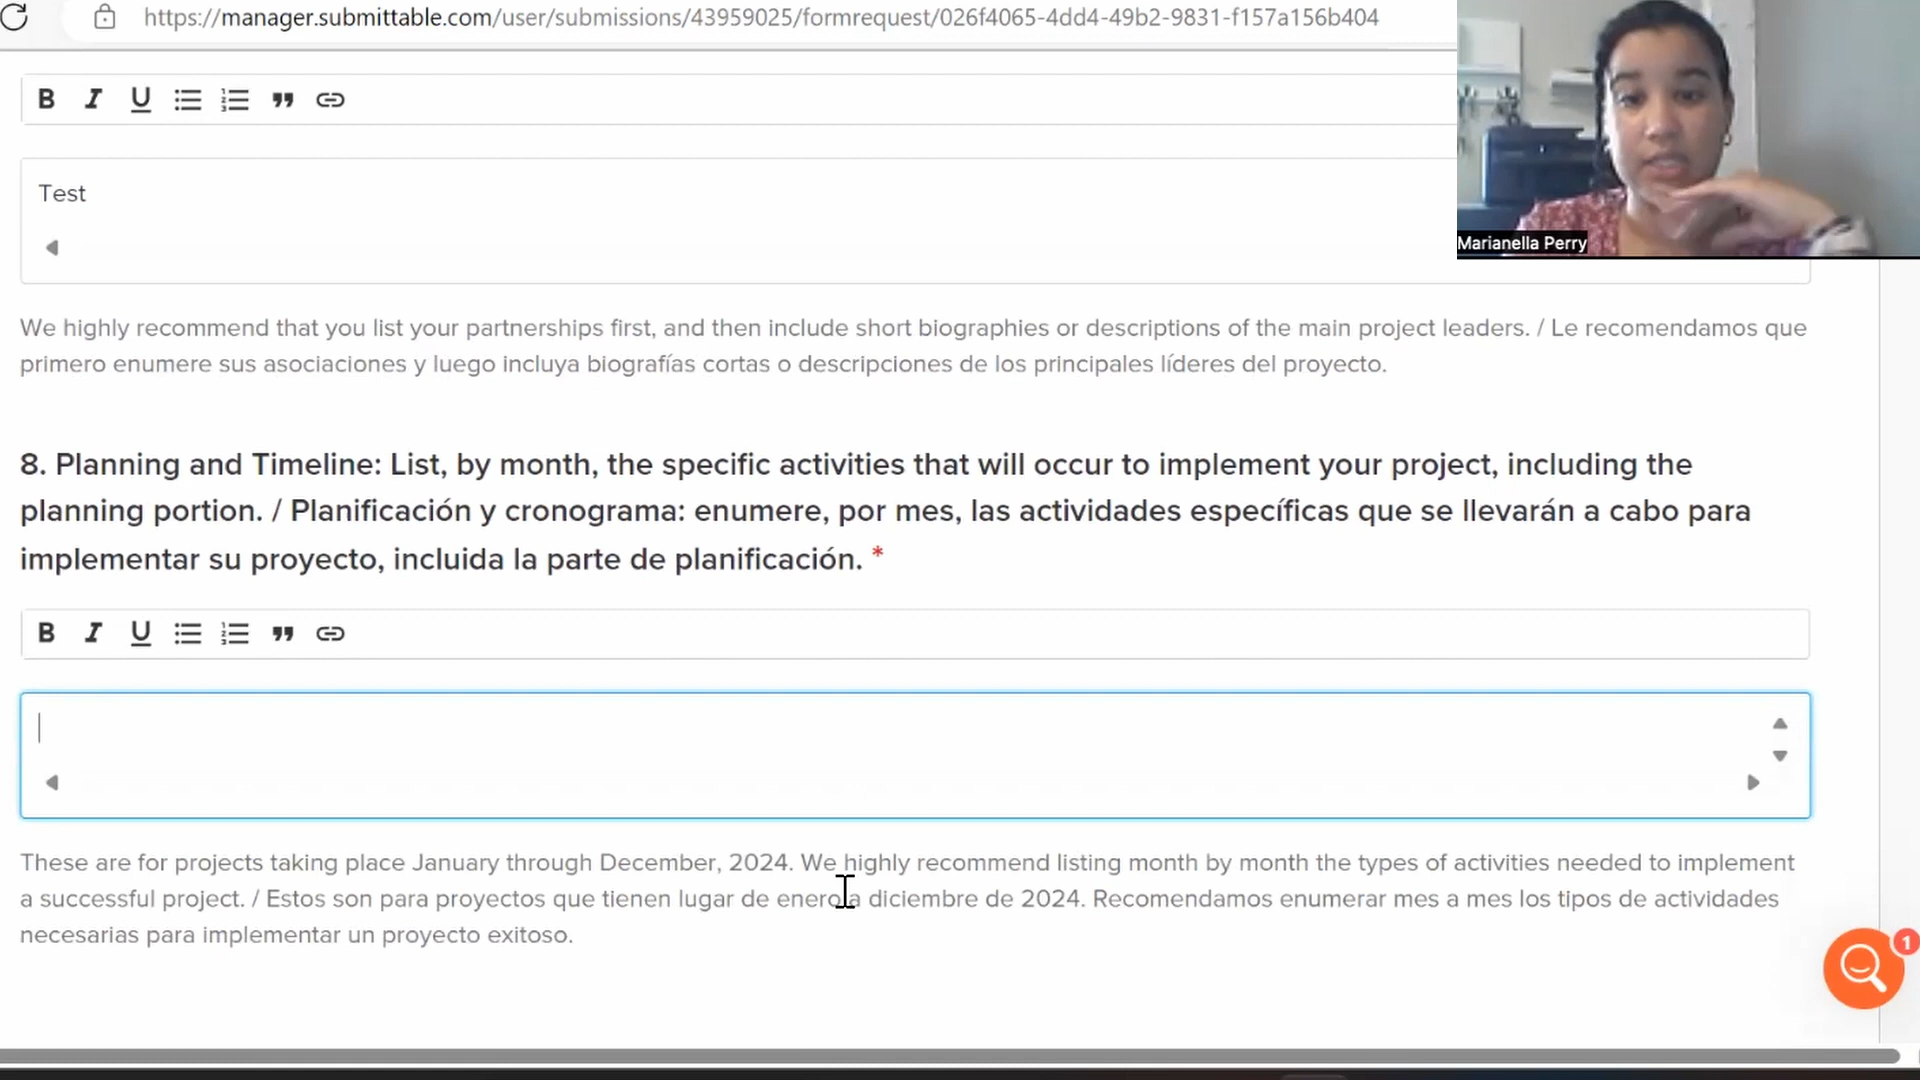 https://manager.submittable.com/user/submissions/43959025/formrequest/026f4065-4dd4-49b2-9831-f157a156b404
B I U
Test
Marianella Perry
We highly recommend that you list your partnerships first, and then include short biographies or descriptions of the main project leaders. / Le recomendamos que
primero enumere sus asociaciones y luego incluya biografías cortas o descripciones de los principales líderes del proyecto.
8. Planning and Timeline: List, by month, the specific activities that will occur to implement your project, including the
planning portion. / Planificación y cronograma: enumere, por mes, las actividades específicas que se llevarán a cabo para
implementar su proyecto, incluida la parte de planificación. *
B I U
These are for projects taking place January through December, 2024. We highly recommend listing month by month the types of activities needed to implement
a successful project. / Estos son para proyectos que tienen lugar de enero a diciembre de 2024. Recomendamos enumerar mes a mes los tipos de actividades
necesarias para implementar un proyecto exitoso.
1